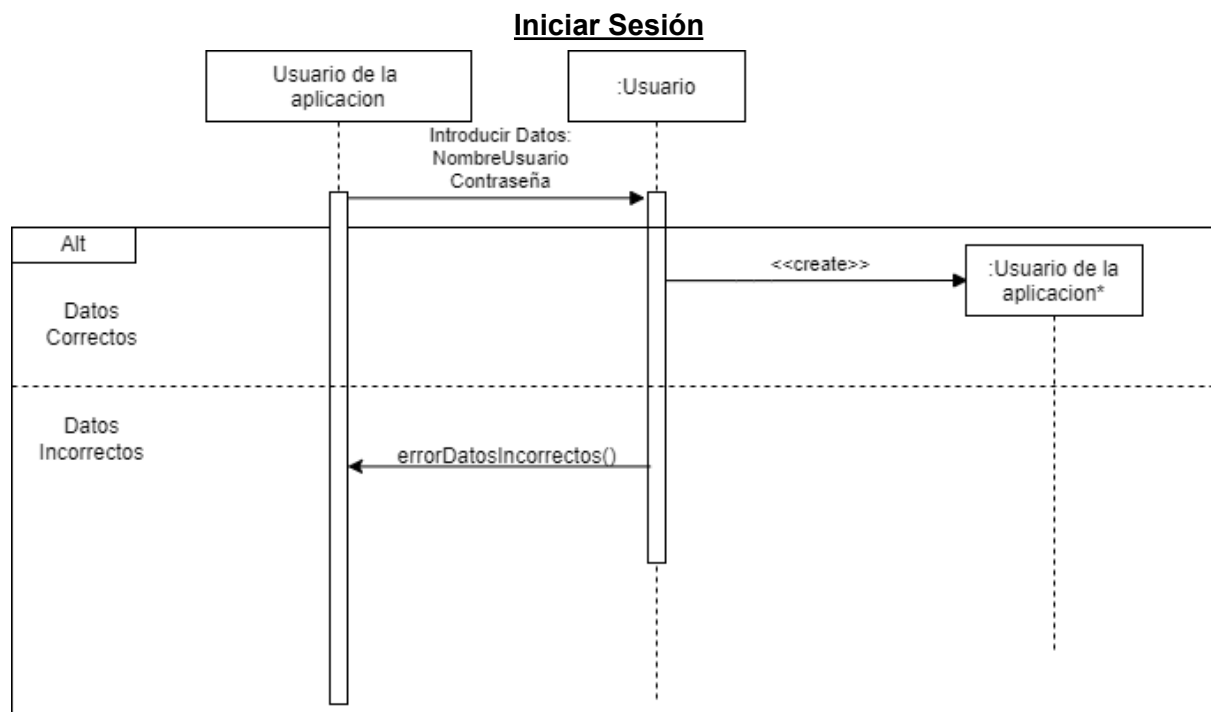 Iniciar Sesión
Usuario de la
aplicacion
:Usuario
Introducir Datos:
NombreUsuario
Contraseña
Alt
<<create>>
:Usuario de la
aplicacion*
Datos
Correctos
Datos
Incorrectos
errorDatosIncorrectos()